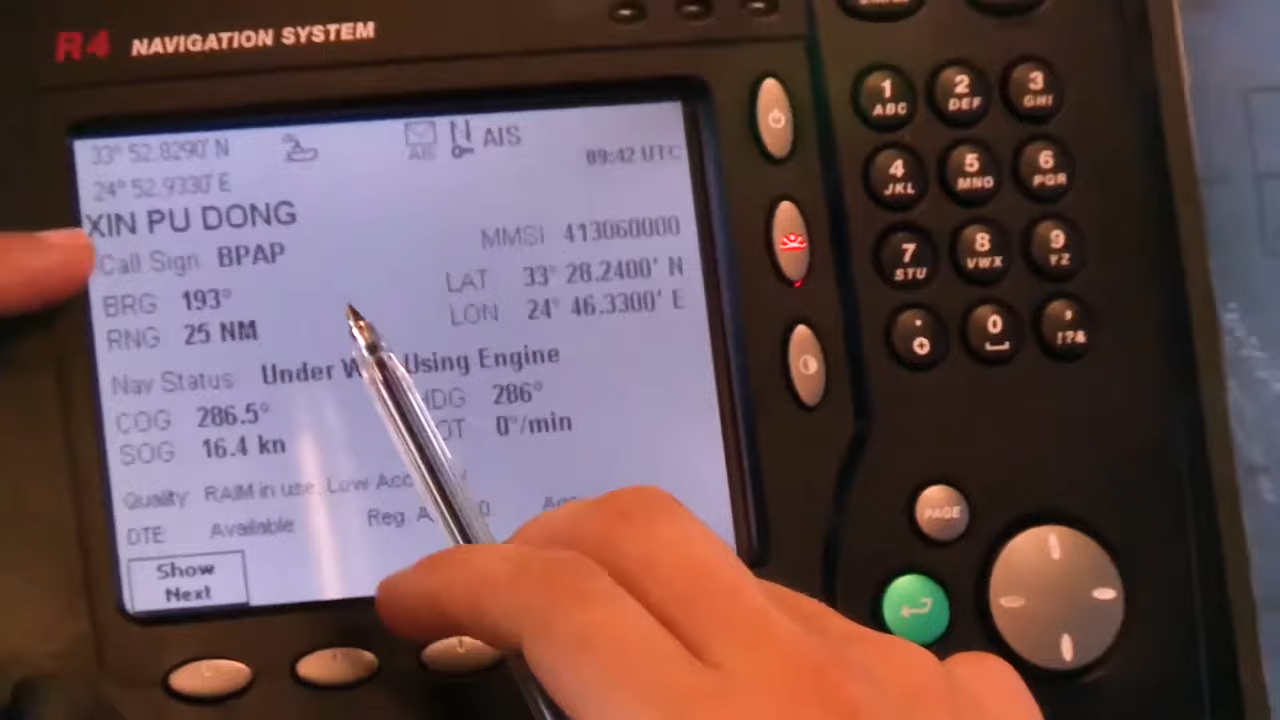 R4 NAVIGATION SYSTEM
33° 52.8290' N
AIS
AIS
09:42 UTC
24° 52.9330' E
XIN PU DONG
MMSI 413060000
Call Sign BPAP
LAT 33° 28.2400' N
BRG 193°
LON 24° 46.3300' E
RNG 25 NM
Nav Status Under Using Engine
COG 286.5° HDG 286°
SOG 16.4 kn 0°/min
Quality RAIM in use Low
DTE Available Reg
Show
Next
1 ABC
2 DEF
3 GHI
4 JKL
5 MNO
6 PQR
7 STU
8 VWX
9 YZ
0
!?&
PAGE